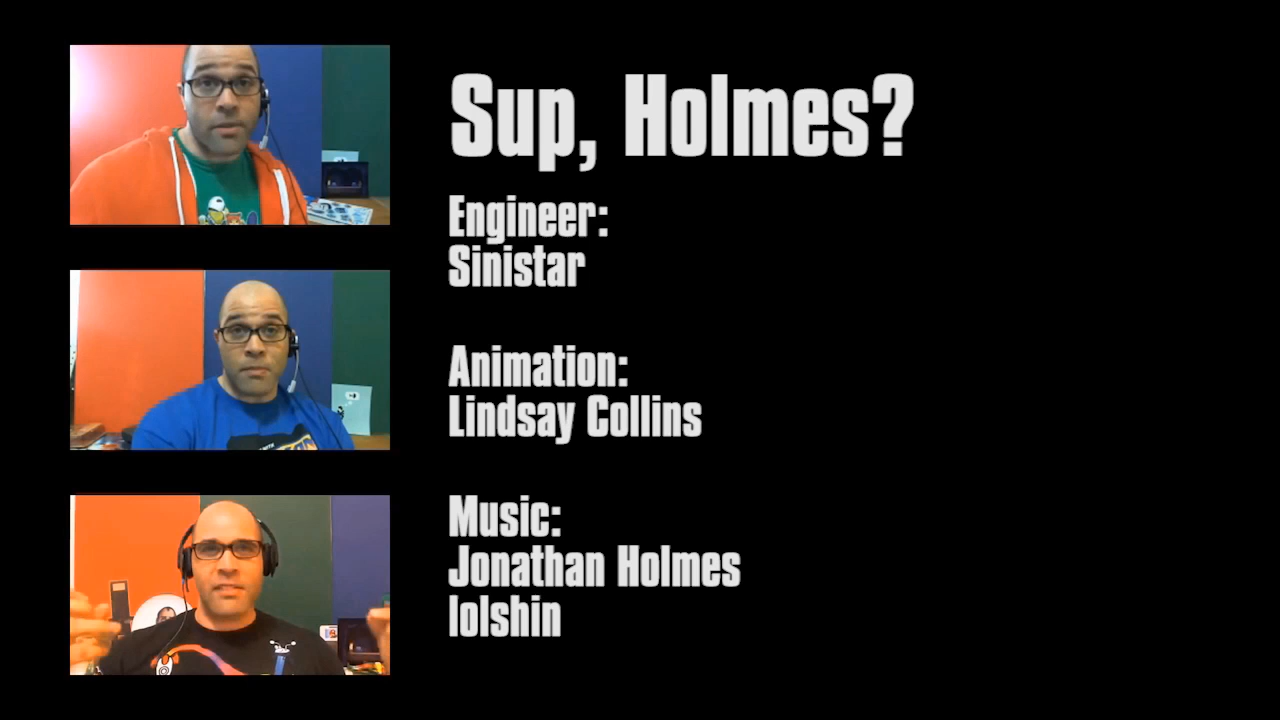 Sup, Holmes?
Engineer:
Sinistar
Animation:
Lindsay Collins
Music:
Jonathan Holmes
lolshin